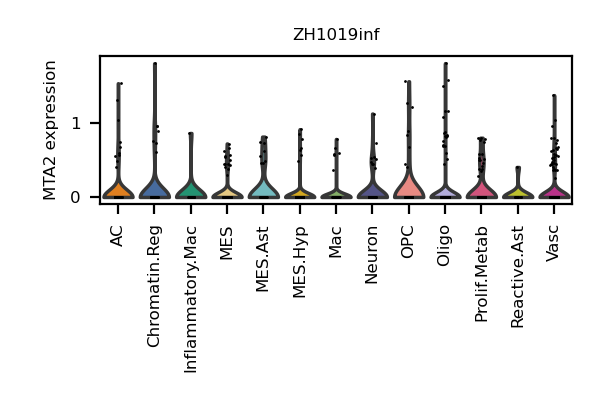 ZH1019inf
MTA2 expression
1
0
AC
Chromatin.Reg
Inflammatory.Mac
MES
MES.Ast
MES.Hyp
Mac
Neuron
OPC
Oligo
Prolif.Metab
Reactive.Ast
Vasc